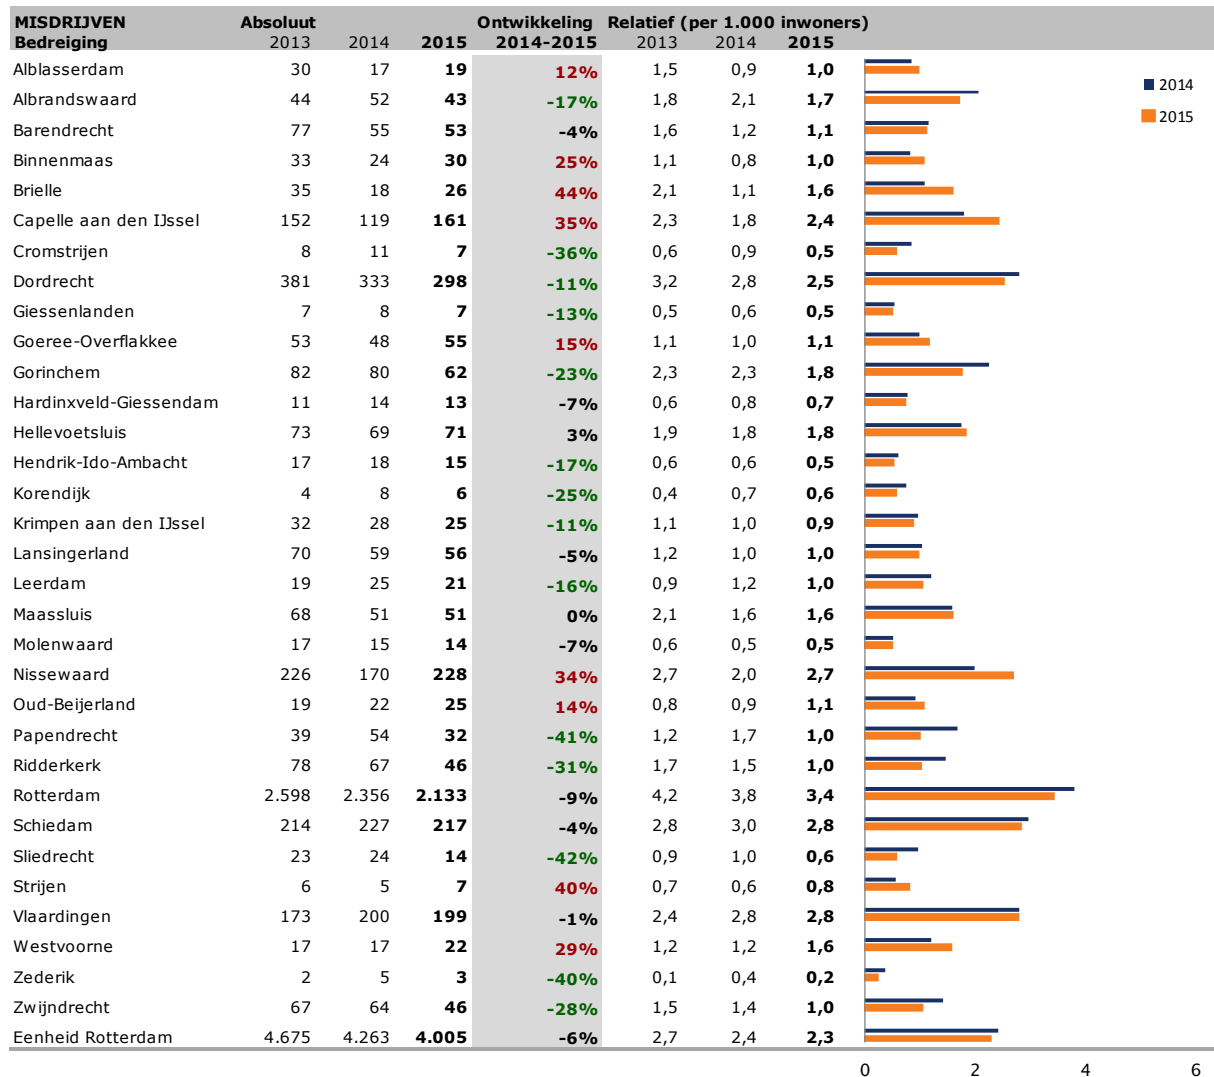 MISDRIJVEN Absoluut Ontwikkeling Relatief (per 1.000 inwoners)
Bedreiging 2013 2014 2015 2014-2015 2013 2014 2015
Alblasserdam 30 17 19 12% 1,5 0,9 1,0
2014
Albrandswaard 44 52 43 -17% 1,8 2,1 1,7
2015
Barendrecht 77 55 53 -4% 1,6 1,2 1,1
Binnenmaas 33 24 30 25% 1,1 0,8 1,0
Brielle 35 18 26 44% 2,1 1,1 1,6
Capelle aan den IJssel 152 119 161 35% 2,3 1,8 2,4
Cromstrijen 8 11 7 -36% 0,6 0,9 0,5
Dordrecht 381 333 298 -11% 3,2 2,8 2,5
Giessenlanden 7 8 7 -13% 0,5 0,6 0,5
Goeree-Overflakkee 53 48 55 15% 1,1 1,0 1,1
Gorinchem 82 80 62 -23% 2,3 2,3 1,8
Hardinxveld-Giessendam 11 14 13 -7% 0,6 0,8 0,7
Hellevoetsluis 73 69 71 3% 1,9 1,8 1,8
Hendrik-Ido-Ambacht 17 18 15 -17% 0,6 0,6 0,5
Korendijk 4 8 6 -25% 0,4 0,7 0,6
Krimpen aan den IJssel 32 28 25 -11% 1,1 1,0 0,9
Lansingerland 70 59 56 -5% 1,2 1,0 1,0
Leerdam 19 25 21 -16% 0,9 1,2 1,0
Maassluis 68 51 51 0% 2,1 1,6 1,6
Molenwaard 17 15 14 -7% 0,6 0,5 0,5
Nissewaard 226 170 228 34% 2,7 2,0 2,7
Oud-Beijerland 19 22 25 14% 0,8 0,9 1,1
Papendrecht 39 54 32 -41% 1,2 1,7 1,0
Ridderkerk 78 67 46 -31% 1,7 1,5 1,0
Rotterdam 2.598 2.356 2.133 -9% 4,2 3,8 3,4
Schiedam 214 227 217 -4% 2,8 3,0 2,8
Sliedrecht 23 24 14 -42% 0,9 1,0 0,6
Strijen 6 5 7 40% 0,7 0,6 0,8
Vlaardingen 173 200 199 -1% 2,4 2,8 2,8
Westvoorne 17 17 22 29% 1,2 1,2 1,6
Zederik 2 5 3 -40% 0,1 0,4 0,2
Zwijndrecht 67 64 46 -28% 1,5 1,4 1,0
Eenheid Rotterdam 4.675 4.263 4.005 -6% 2,7 2,4 2,3
0 2 4 6